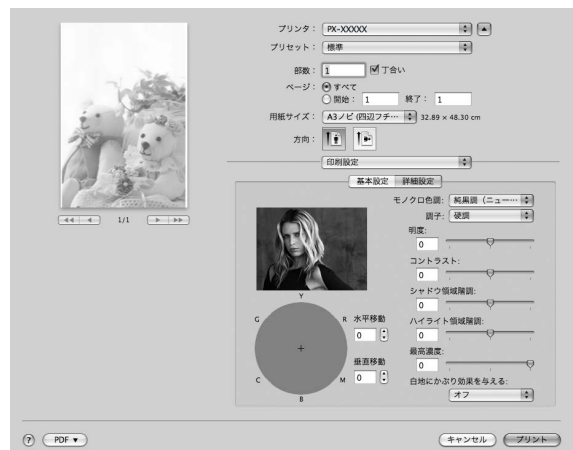 プリンタ： PX-XXXXX
プリセット： 標準
部数： 1 丁合い
ページ： すべて
開始： 1 終了： 1
用紙サイズ： A3ノビ (四辺フチ… 32.89 × 48.30 cm
方向：
印刷設定
基本設定 詳細設定
1/1
モノクロ色調： 純黒調（ニュー…
調子： 硬調
明度：
0
コントラスト：
0
シャドウ領域階調：
0
ハイライト領域階調：
0
最高濃度：
0
白地にかぶり効果を与える：
オフ
Y
G R
C M
B
+
水平移動
0
垂直移動
0
? PDF ▼ キャンセル プリント